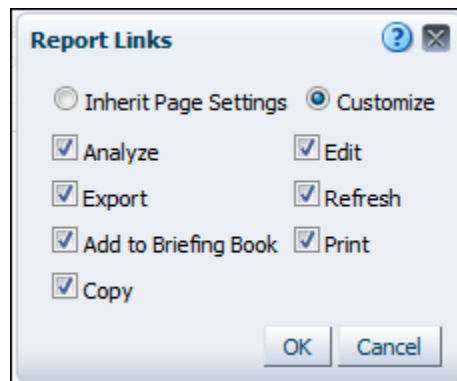 Report Links
Inherit Page Settings Customize
Analyze Edit
Export Refresh
Add to Briefing Book Print
Copy
OK Cancel